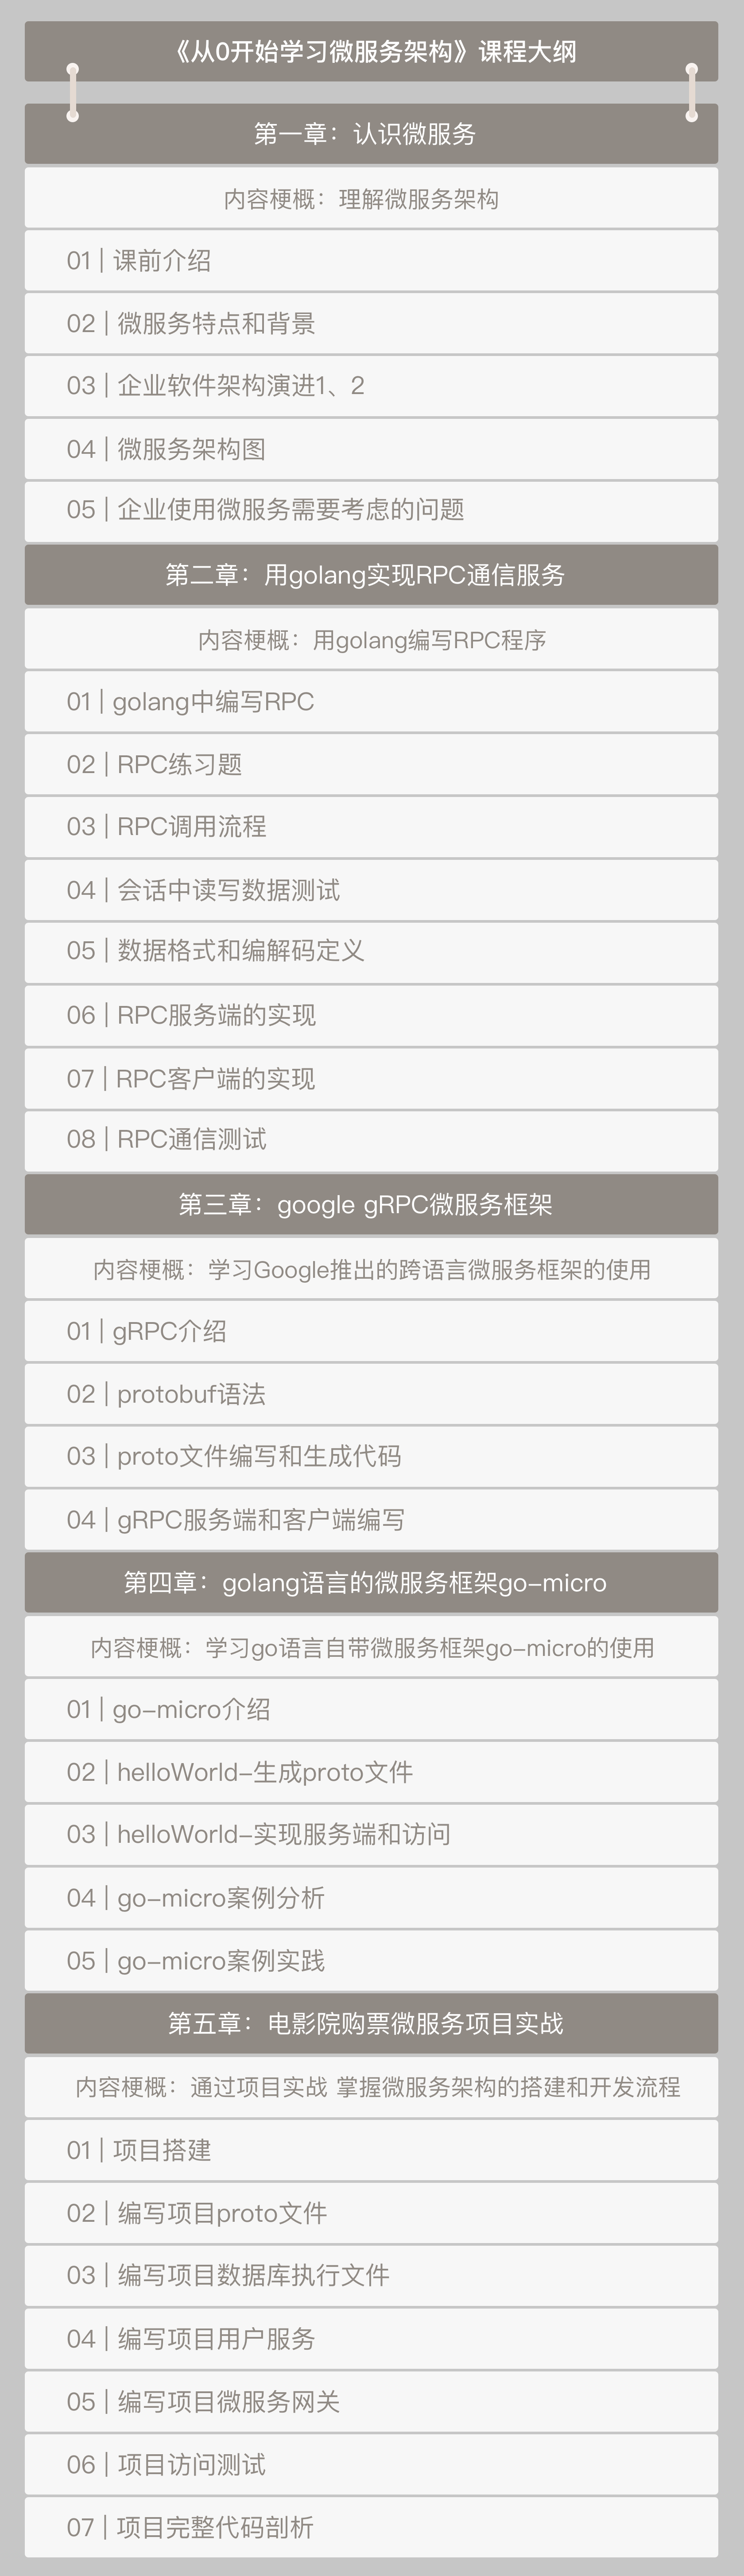 《从0开始学习微服务架构》课程大纲
第一章：认识微服务
内容梗概：理解微服务架构
01 | 课前介绍
02 | 微服务特点和背景
03 | 企业软件架构演进1、2
04 | 微服务架构图
05 | 企业使用微服务需要考虑的问题
第二章：用golang实现RPC通信服务
内容梗概：用golang编写RPC程序
01 | golang中编写RPC
02 | RPC练习题
03 | RPC调用流程
04 | 会话中读写数据测试
05 | 数据格式和编解码定义
06 | RPC服务端的实现
07 | RPC客户端的实现
08 | RPC通信测试
第三章：google gRPC微服务框架
内容梗概：学习Google推出的跨语言微服务框架的使用
01 | gRPC介绍
02 | protobuf语法
03 | proto文件编写和生成代码
04 | gRPC服务端和客户端编写
第四章：golang语言的微服务框架go-micro
内容梗概：学习go语言自带微服务框架go-micro的使用
01 | go-micro介绍
02 | helloWorld-生成proto文件
03 | helloWorld-实现服务端和访问
04 | go-micro案例分析
05 | go-micro案例实践
第五章：电影院购票微服务项目实战
内容梗概：通过项目实战 掌握微服务架构的搭建和开发流程
01 | 项目搭建
02 | 编写项目proto文件
03 | 编写项目数据库执行文件
04 | 编写项目用户服务
05 | 编写项目微服务网关
06 | 项目访问测试
07 | 项目完整代码剖析